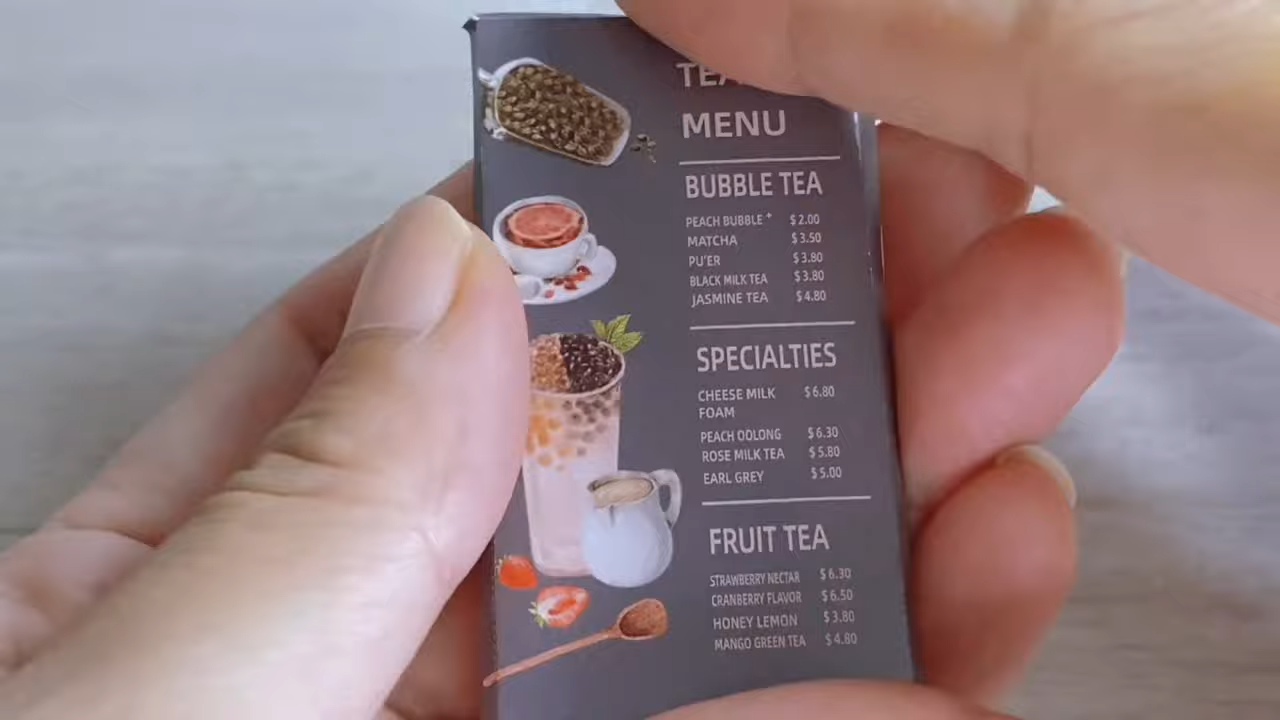 MENU
BUBBLE TEA
PEACH BUBBLE + $2.00
MATCHA $3.50
PU'ER $3.80
BLACK MILK TEA $3.80
JASMINE TEA $4.80
SPECIALTIES
CHEESE MILK $6.80
FOAM
PEACH OOLONG $6.30
ROSE MILK TEA $5.80
EARL GREY $5.00
FRUIT TEA
STRAWBERRY NECTAR $6.30
CRANBERRY FLAVOR $6.50
HONEY LEMON $3.80
MANGO GREEN TEA $4.80